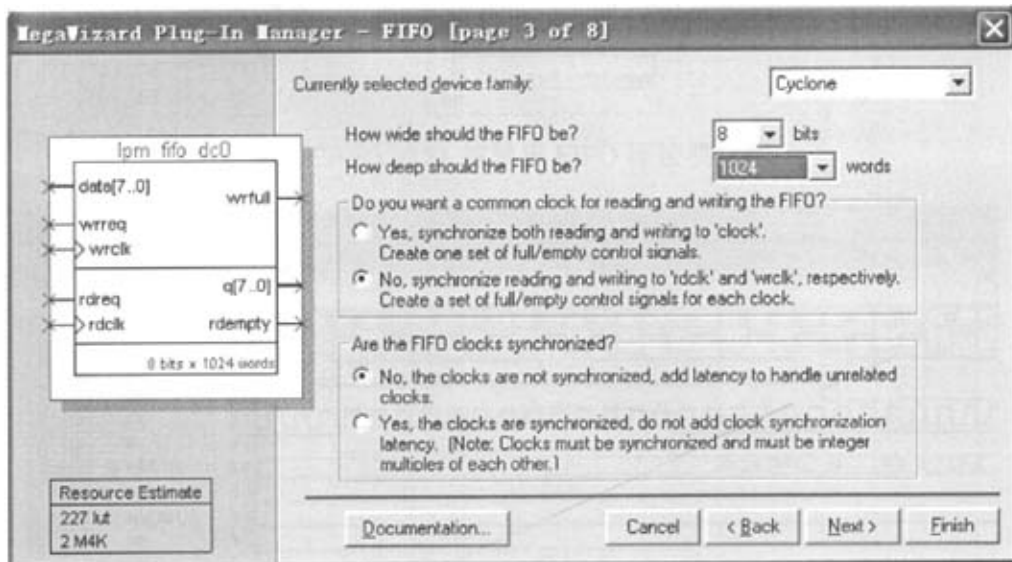 MegaWizard Plug-In Manager - FIFO [page 3 of 8]
Currently selected device family:
Cyclone
How wide should the FIFO be?
8
bits
How deep should the FIFO be?
1024
words
Do you want a common clock for reading and writing the FIFO?
Yes, synchronize both reading and writing to 'clock'.
Create one set of full/empty control signals.
No, synchronize reading and writing to 'rdclk' and 'wrclk', respectively.
Create a set of full/empty control signals for each clock.
Are the FIFO clocks synchronized?
No, the clocks are not synchronized, add latency to handle unrelated
clocks.
Yes, the clocks are synchronized, do not add clock synchronization
latency. (Note: Clocks must be synchronized and must be integer
multiples of each other.)
lpm_fifo_dc0
data[7..0]
wrfull
wrreq
wrclk
q[7..0]
rdreq
rdclk
rdempty
8 bits x 1024 words
Resource Estimate
227 lut
2 M4K
Documentation...
Cancel
< Back
Next >
Finish